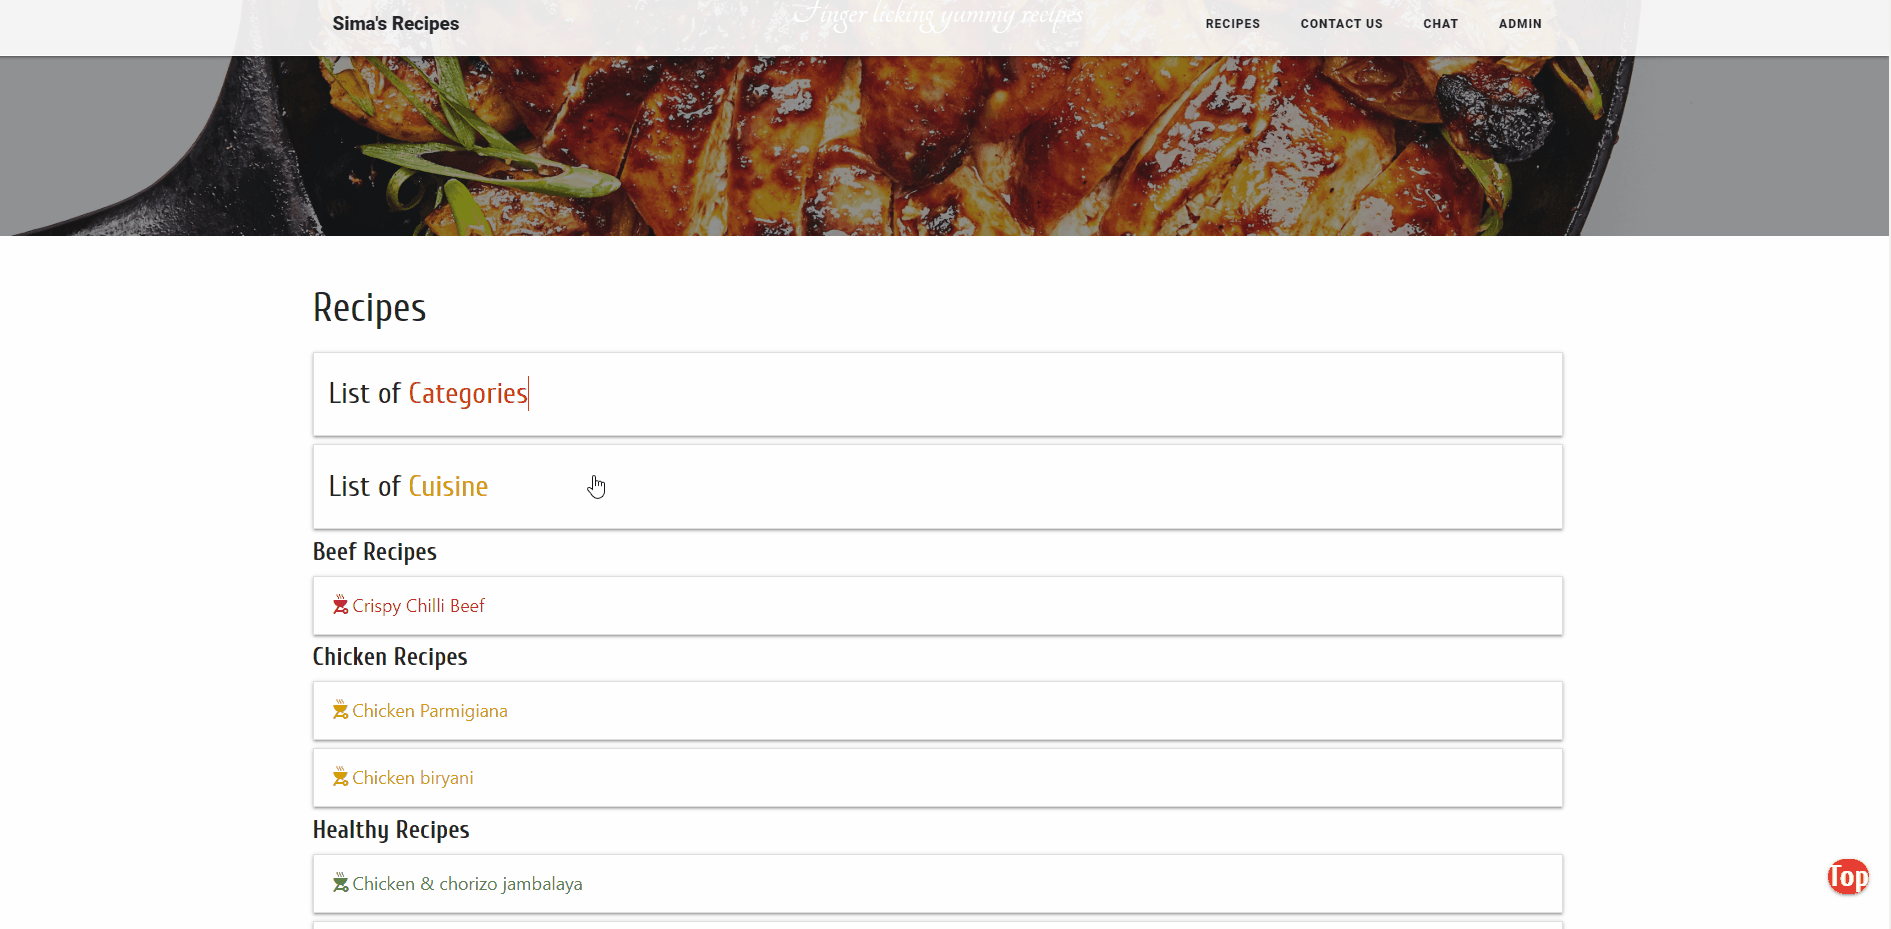 Sima's Recipes
Finger licking yummy recipes
RECIPES CONTACT US CHAT ADMIN
Recipes
List of Categories
List of Cuisine
Beef Recipes
Crispy Chilli Beef
Chicken Recipes
Chicken Parmigiana
Chicken biryani
Healthy Recipes
Chicken & chorizo jambalaya
Top